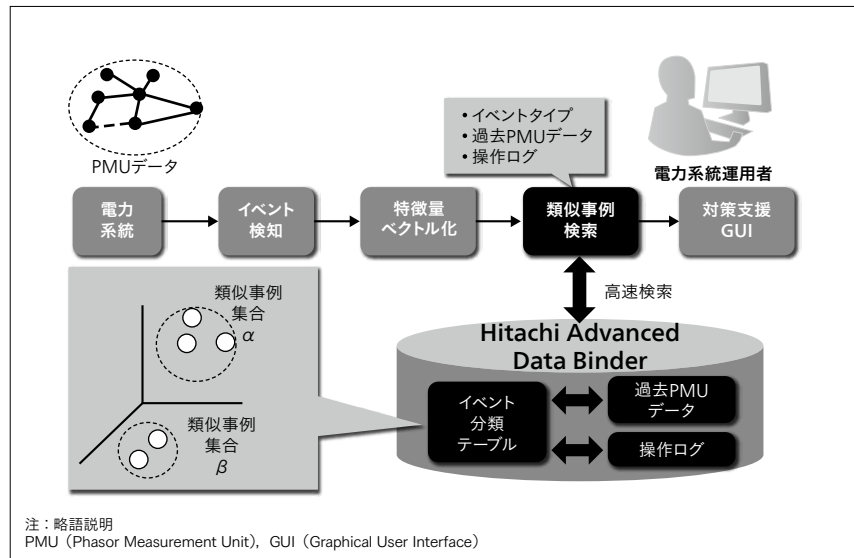 PMUデータ
• イベントタイプ
• 過去PMUデータ
• 操作ログ
電力系統運用者
電力
系統
イベント
検知
特徴量
ベクトル化
類似事例
検索
対策支援
GUI
高速検索
類似事例
集合
α
類似事例
集合
β
Hitachi Advanced
Data Binder
イベント
分類
テーブル
過去PMU
データ
操作ログ
注：略語説明
PMU（Phasor Measurement Unit），GUI（Graphical User Interface）